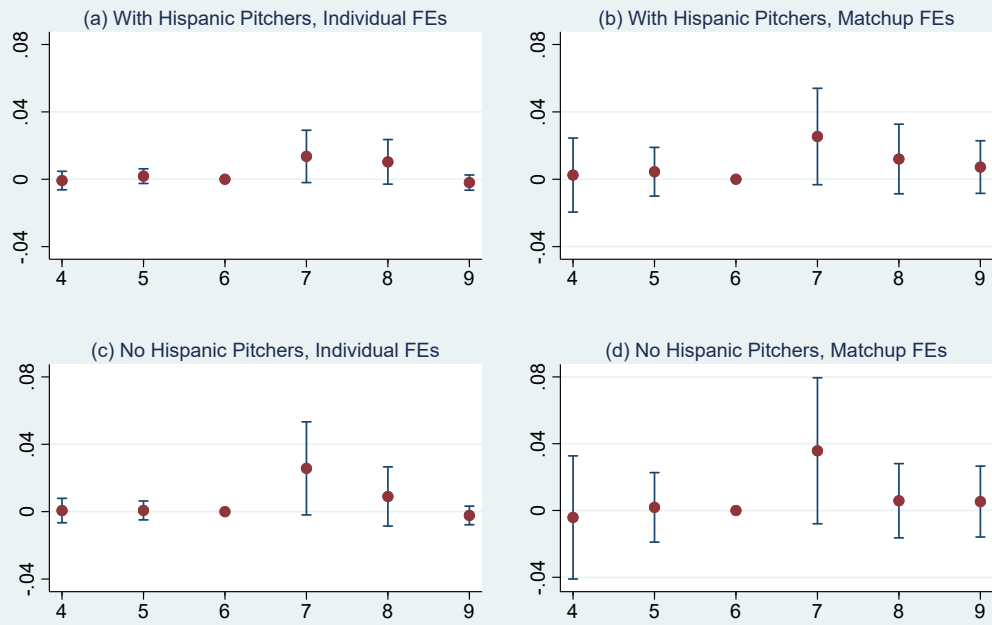 (a) With Hispanic Pitchers, Individual FEs
.08
.04
0
-.04
4 5 6 7 8 9
(b) With Hispanic Pitchers, Matchup FEs
.08
.04
0
-.04
4 5 6 7 8 9
(c) No Hispanic Pitchers, Individual FEs
.08
.04
0
-.04
4 5 6 7 8 9
(d) No Hispanic Pitchers, Matchup FEs
.08
.04
0
-.04
4 5 6 7 8 9